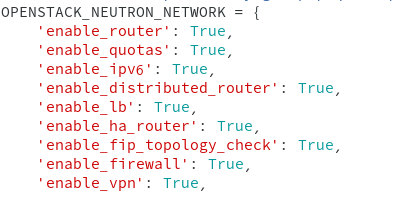 OPENSTACK_NEUTRON_NETWORK = {
'enable_router': True,
'enable_quotas': True,
'enable_ipv6': True,
'enable_distributed_router': True,
'enable_lb': True,
'enable_ha_router': True,
'enable_fip_topology_check': True,
'enable_firewall': True,
'enable_vpn': True,